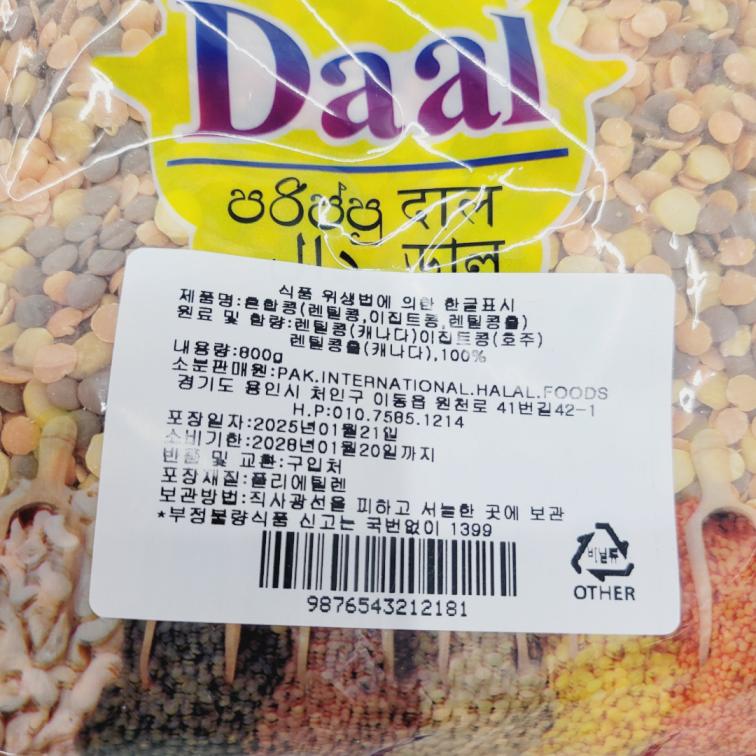 Daal
පරිප්පු दाल
식품 위생법에 의한 한글표시
제품명:혼합콩(렌틸콩,이집트콩,렌틸콩올)
원료 및 함량:렌틸콩(캐나다)이집트콩(호주)
렌틸콩올(캐나다),100%
내용량:800g
소분판매원:PAK.INTERNATIONAL.HALAL.FOODS
경기도 용인시 처인구 이동읍 원천로 41번길42-1
H.P:010.7585.1214
포장일자:2025년01월21일
소비기한:2028년01월20일까지
반품 및 교환:구입처
포장재질:폴리에틸렌
보관방법:직사광선을 피하고 서늘한 곳에 보관
*부정불량식품 신고는 국번없이 1399
비닐류
OTHER
9876543212181